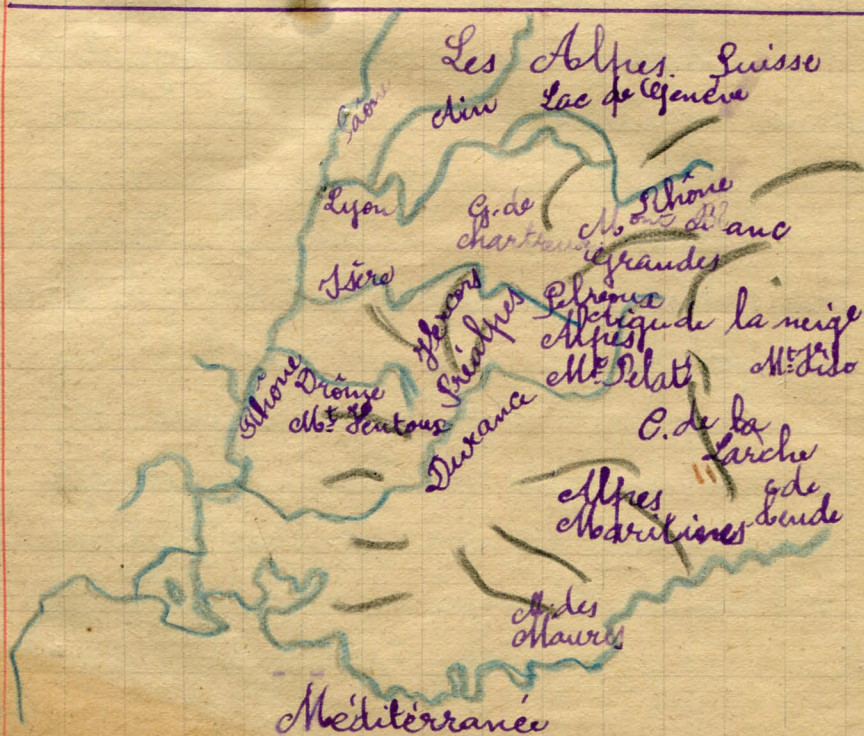 Les Alpes. Suisse
Saône
Ain
Lac de Genève
Lyon
G. de
chartreuse
Rhône
Mont Blanc
Isère
Grandes
Vercors
Préalpes
Pelvoux
Aigu de la neige
Alpes
Mt Viso
Mt Pelat
Rhône
Drôme
Mt Ventoux
Durance
C. de la
Larche
c de
tende
Alpes
Maritimes
M. des
Maures
Méditérranée